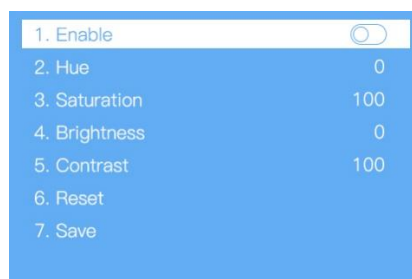 1. Enable
2. Hue 0
3. Saturation 100
4. Brightness 0
5. Contrast 100
6. Reset
7. Save